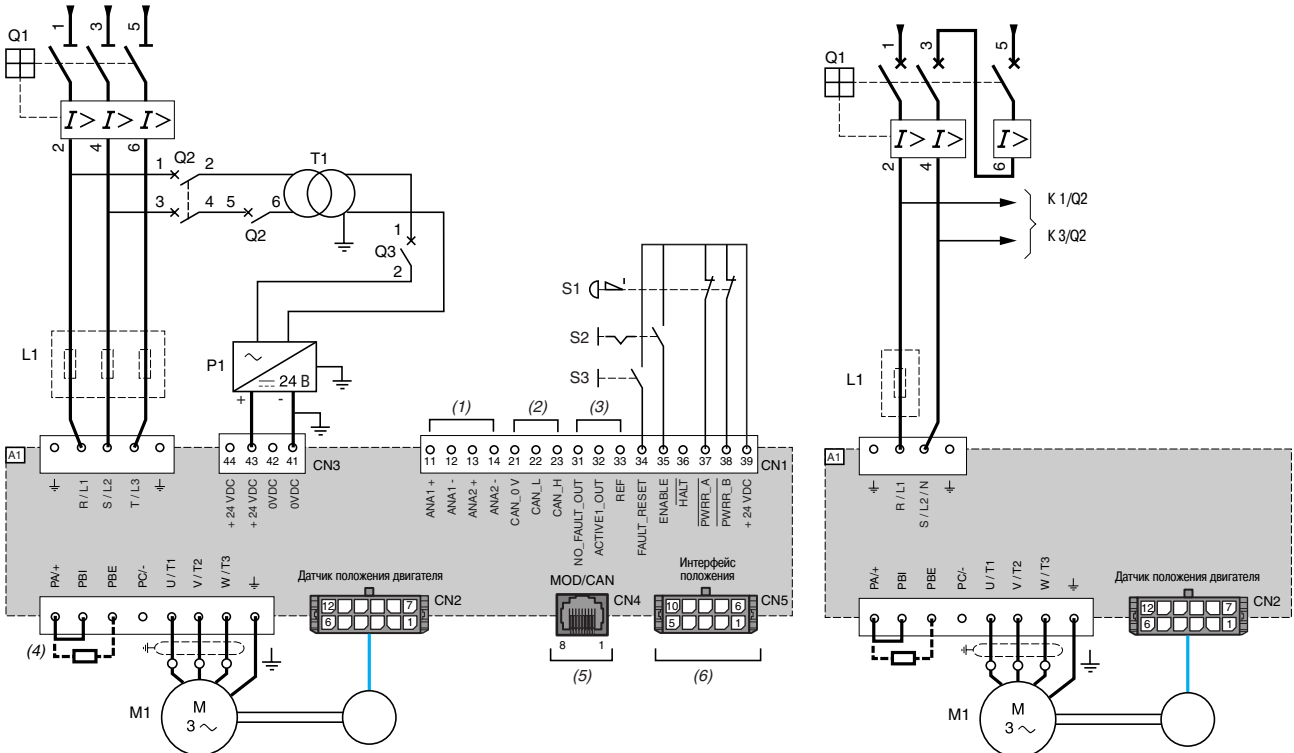 1 3 5
Q1
I> I> I>
2 4 6
1 Q2 2
T1
3 4 5 6
Q2
1
Q3
2
L1
P1
24 В
+ -
S1
S2
S3
(1) (2) (3)
A1
44 43 42 41
CN3
+ 24 VDC
+ 24 VDC
0VDC
0VDC
11 12 13 14 21 22 23 31 32 33 34 35 36 37 38 39
CN1
ANA1 +
ANA1 -
ANA2 +
ANA2 -
CAN_0 V
CAN_L
CAN_H
NO_FAULT_OUT
ACTIVE1_OUT
REF
FAULT_RESET
ENABLE
HALT
PWRR_A
PWRR_B
+ 24 VDC
R / L1
S / L2
T / L3
PA/+
PBI
PBE
PC/-
U / T1
V / T2
W / T3
Датчик положения двигателя
12 7
6 1
CN2
MOD/CAN
CN4
8 1
Интерфейс
положения
10 6
5 1
CN5
(4)
(5)
(6)
M1
M
3
1 3 5
Q1
I> I> I>
2 4 6
K 1/Q2
K 3/Q2
L1
A1
R / L1
S / L2 / N
PA/+
PBI
PBE
PC/-
U / T1
V / T2
W / T3
Датчик положения двигателя
12 7
6 1
CN2
M1
M
3